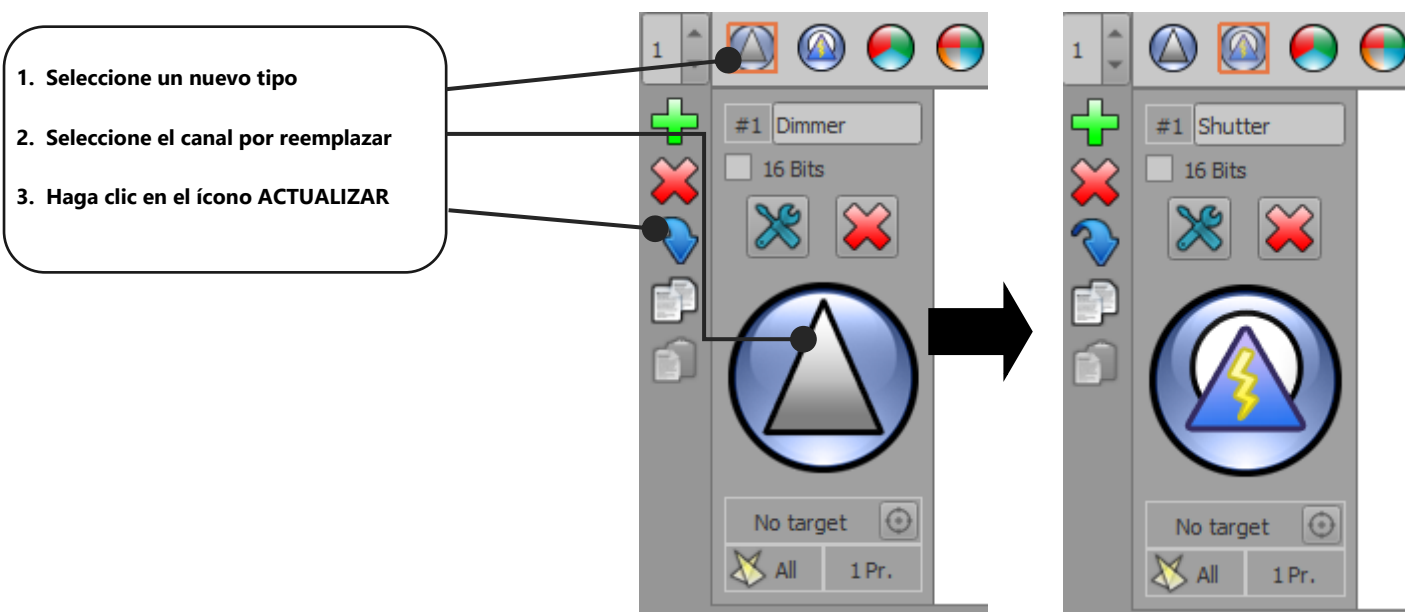 1. Seleccione un nuevo tipo
2. Seleccione el canal por reemplazar
3. Haga clic en el ícono ACTUALIZAR
1
#1 Dimmer
16 Bits
No target
All 1 Pr.
1
#1 Shutter
16 Bits
No target
All 1 Pr.